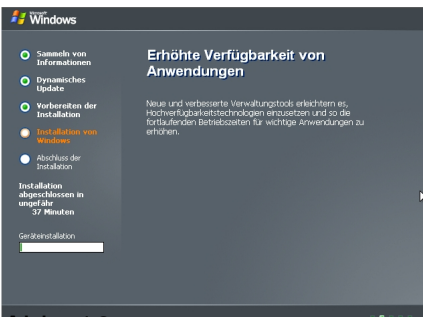 Microsoft
Windows
Sammeln von
Informationen
Dynamisches
Update
Vorbereiten der
Installation
Installation von
Windows
Abschluss der
Installation
Installation
abgeschlossen in
ungefähr
37 Minuten
Geräteinstallation
Erhöhte Verfügbarkeit von
Anwendungen
Neue und verbesserte Verwaltungstools erleichtern es,
Hochverfügbarkeitstechnologien einzusetzen und so die
fortlaufenden Betriebszeiten für wichtige Anwendungen zu
erhöhen.